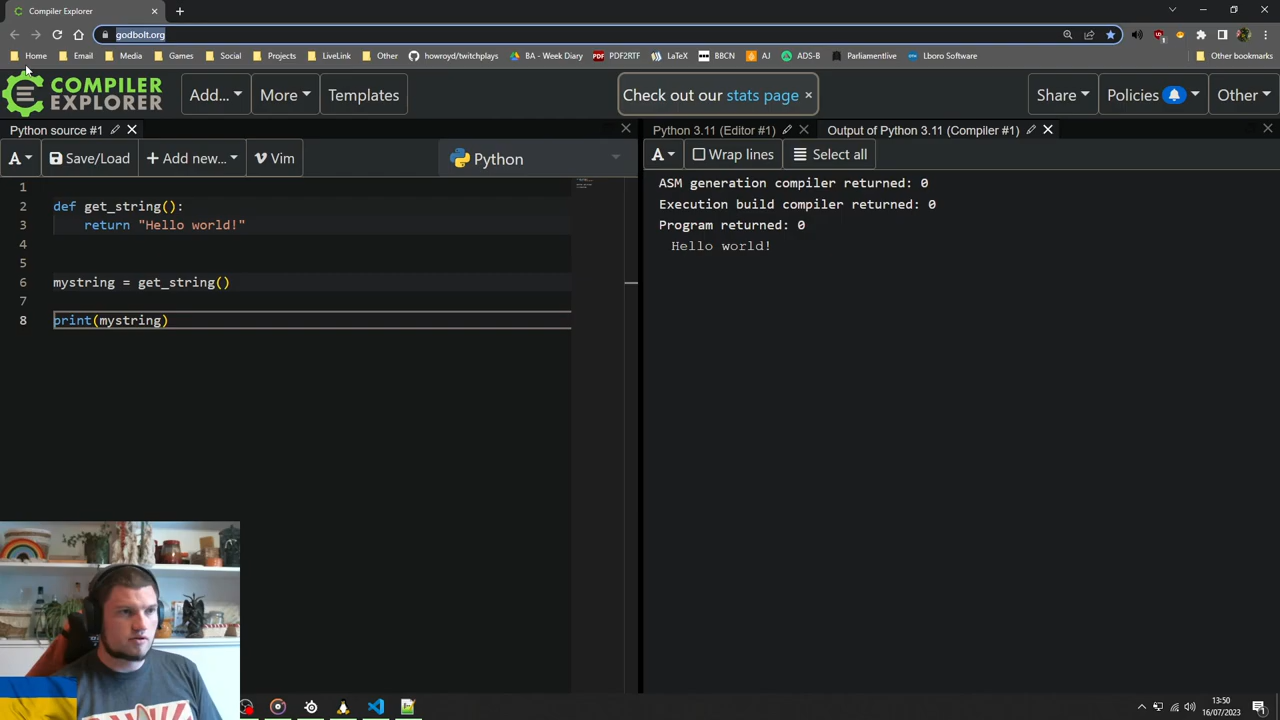 Compiler Explorer
godbolt.org
Home Email Media Games Social Projects LiveLink Other howroyd/twitchplays BA - Week Diary PDF PDF2RTF LaTeX BBCN AJ ADS-B Parliamentlive Lboro Software Other bookmarks
COMPILER
EXPLORER
Add... More Templates Check out our stats page × Share Policies Other
Python source #1
Python 3.11 (Editor #1) Output of Python 3.11 (Compiler #1)
A Save/Load + Add new... Vim Python
A Wrap lines Select all
1
2 def get_string():
3 return "Hello world!"
4
5
6 mystring = get_string()
7
8 print(mystring)
ASM generation compiler returned: 0
Execution build compiler returned: 0
Program returned: 0
Hello world!
13:50
16/07/2023